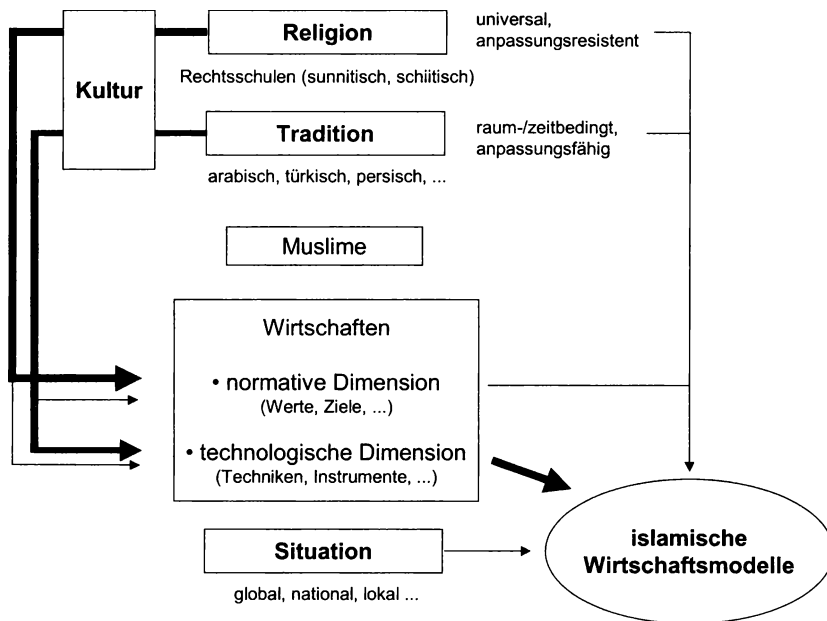 Kultur
Religion
universal,
anpassungsresistent
Rechtsschulen (sunnitisch, schiitisch)
Tradition
raum-/zeitbedingt,
anpassungsfähig
arabisch, türkisch, persisch, ...
Muslime
Wirtschaften
• normative Dimension
(Werte, Ziele, ...)
• technologische Dimension
(Techniken, Instrumente, ...)
Situation
global, national, lokal ...
islamische
Wirtschaftsmodelle